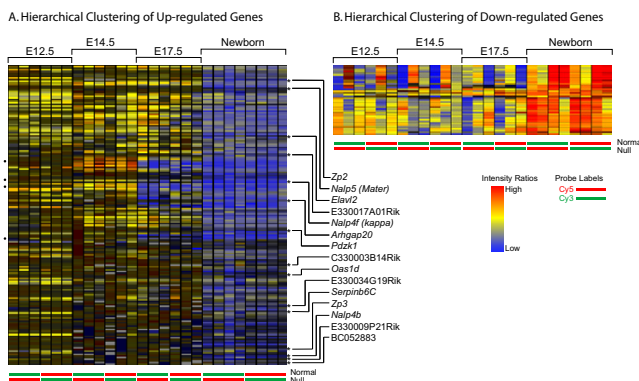 A. Hierarchical Clustering of Up-regulated Genes
E12.5
E14.5
E17.5
Newborn
Zp2
Nalp5 (Mater)
Elavl2
E330017A01Rik
Nalp4f (kappa)
Arhgap20
Pdzk1
C330003B14Rik
Oas1d
E330034G19Rik
Serpinb6C
Zp3
Nalp4b
E330009P21Rik
BC052883
Normal
Null
B. Hierarchical Clustering of Down-regulated Genes
E12.5
E14.5
E17.5
Newborn
Norma
Null
Intensity Ratios
High
Low
Probe Labels
Cy5
Cy3